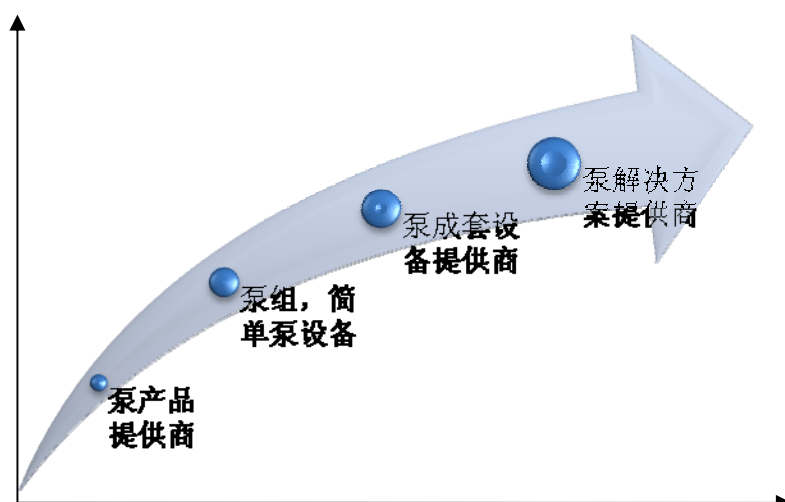 泵解决方
案提供商
泵成套设
备提供商
泵组，简
单泵设备
泵产品
提供商